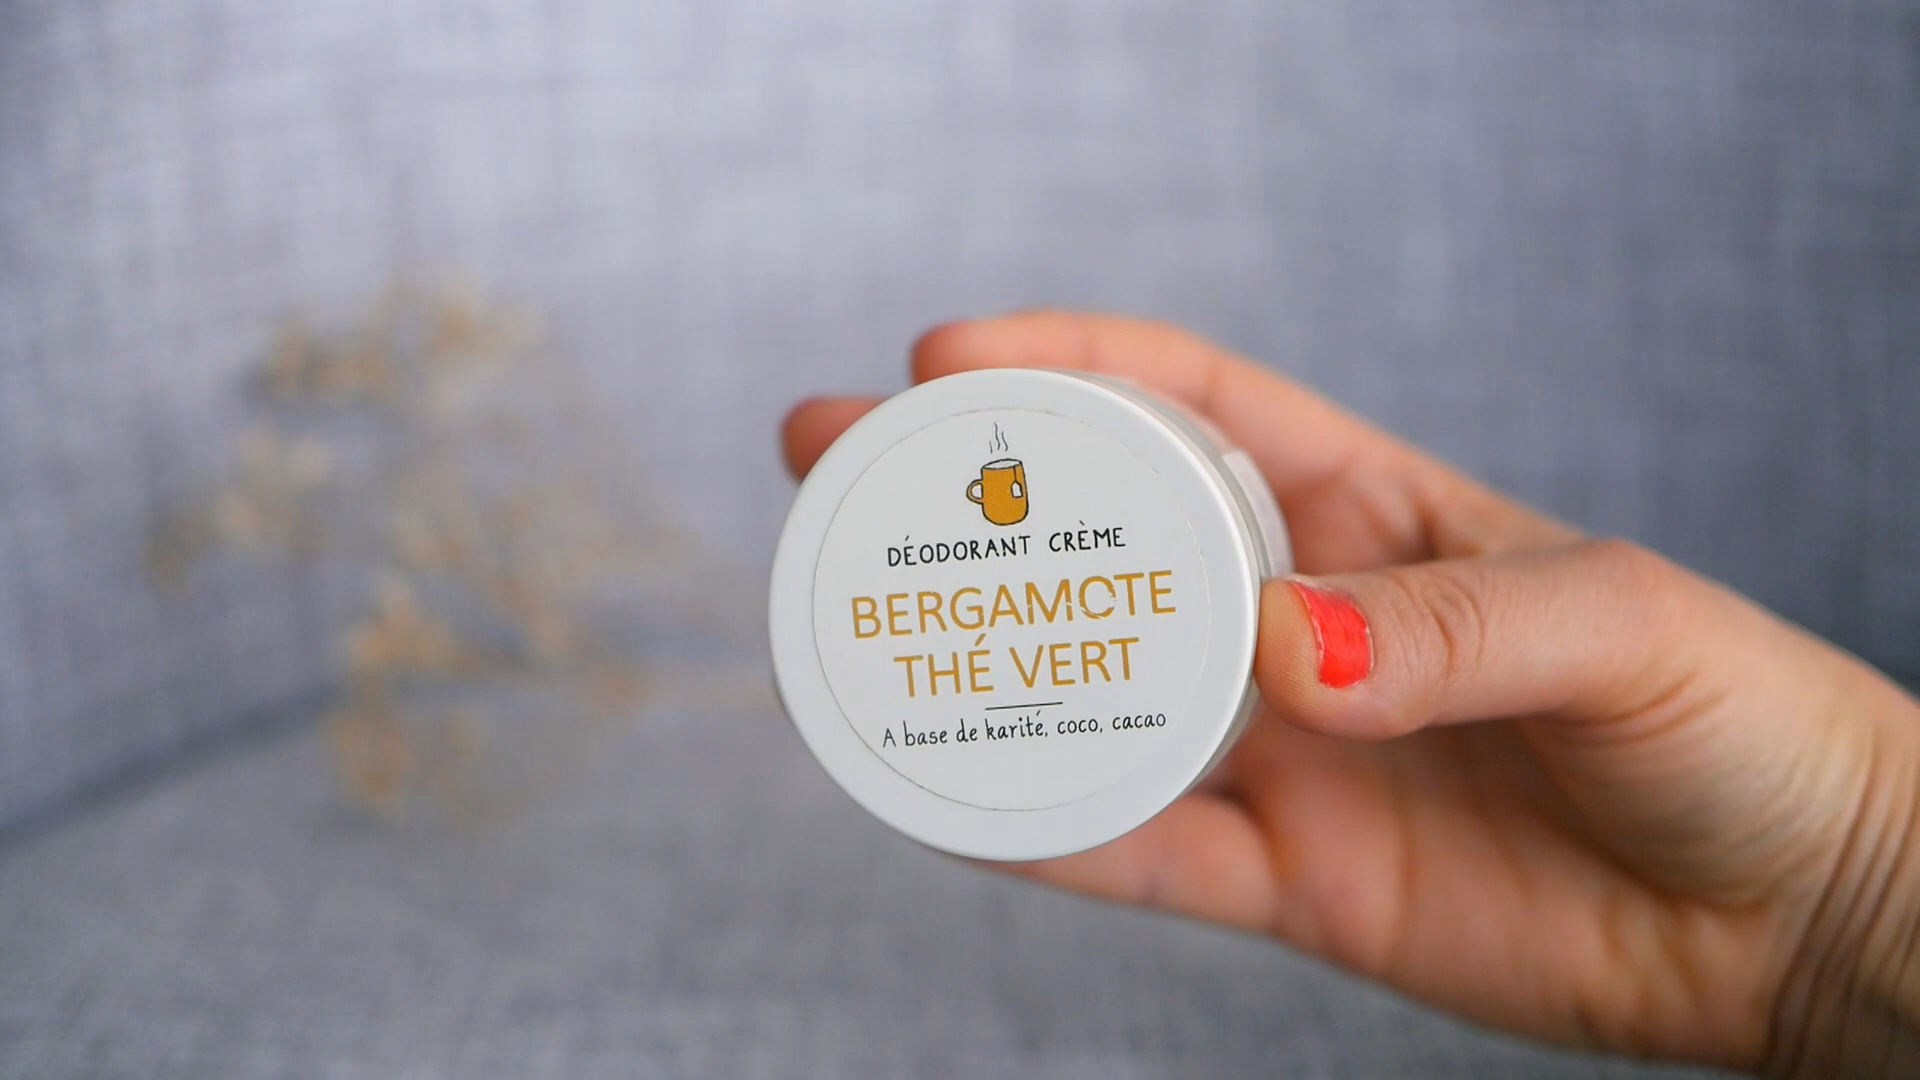 DÉODORANT CRÈME
BERGAMOTE
THÉ VERT
A base de karité, coco, cacao